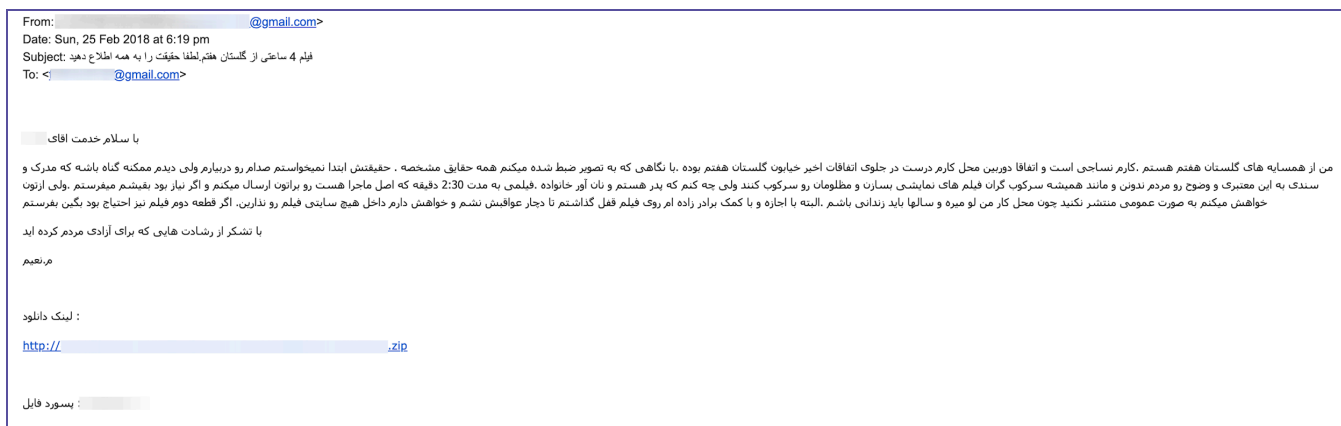 From: @gmail.com>
Date: Sun, 25 Feb 2018 at 6:19 pm
Subject: فیلم 4 ساعتی از گلستان هفتم.لطفا حقیقت را به همه اطلاع دهید
To: < @gmail.com>
با سلام خدمت اقای
من از همسایه های گلستان هفتم هستم .کارم نساجی است و اتفاقا دوربین محل کارم درست در جلوی اتفاقات اخیر خیابون گلستان هفتم بوده .با نگاهی که به تصویر ضبط شده میکنم همه حقایق مشخصه . حقیقتش ابتدا نمیخواستم صدام رو دربیارم ولی دیدم ممکنه گناه باشه که مدرک و
سندی به این معتبری و وضوح رو مردم ندونن و مانند همیشه سرکوب گران فیلم های نمایشی بسازن و مظلومان رو سرکوب کنند ولی چه کنم که پدر هستم و نان آور خانواده .فیلمی به مدت 2:30 دقیقه که اصل ماجرا هست رو براتون ارسال میکنم و اگر نیاز بود بقیشم میفرستم .ولی ازتون
خواهش میکنم به صورت عمومی منتشر نکنید چون محل کار من لو میره و سالها باید زندانی باشم .البته با اجازه و با کمک برادر زاده ام روی فیلم قفل گذاشتم تا دچار عواقبش نشم و خواهش دارم داخل هیچ سایتی فیلم رو نذارین. اگر قطعه دوم فیلم نیز احتیاج بود بگین بفرستم
با تشکر از رشادت هایی که برای آزادی مردم کرده اید
م.نعیم
لینک دانلود :
http:// .zip
پسورد فایل :